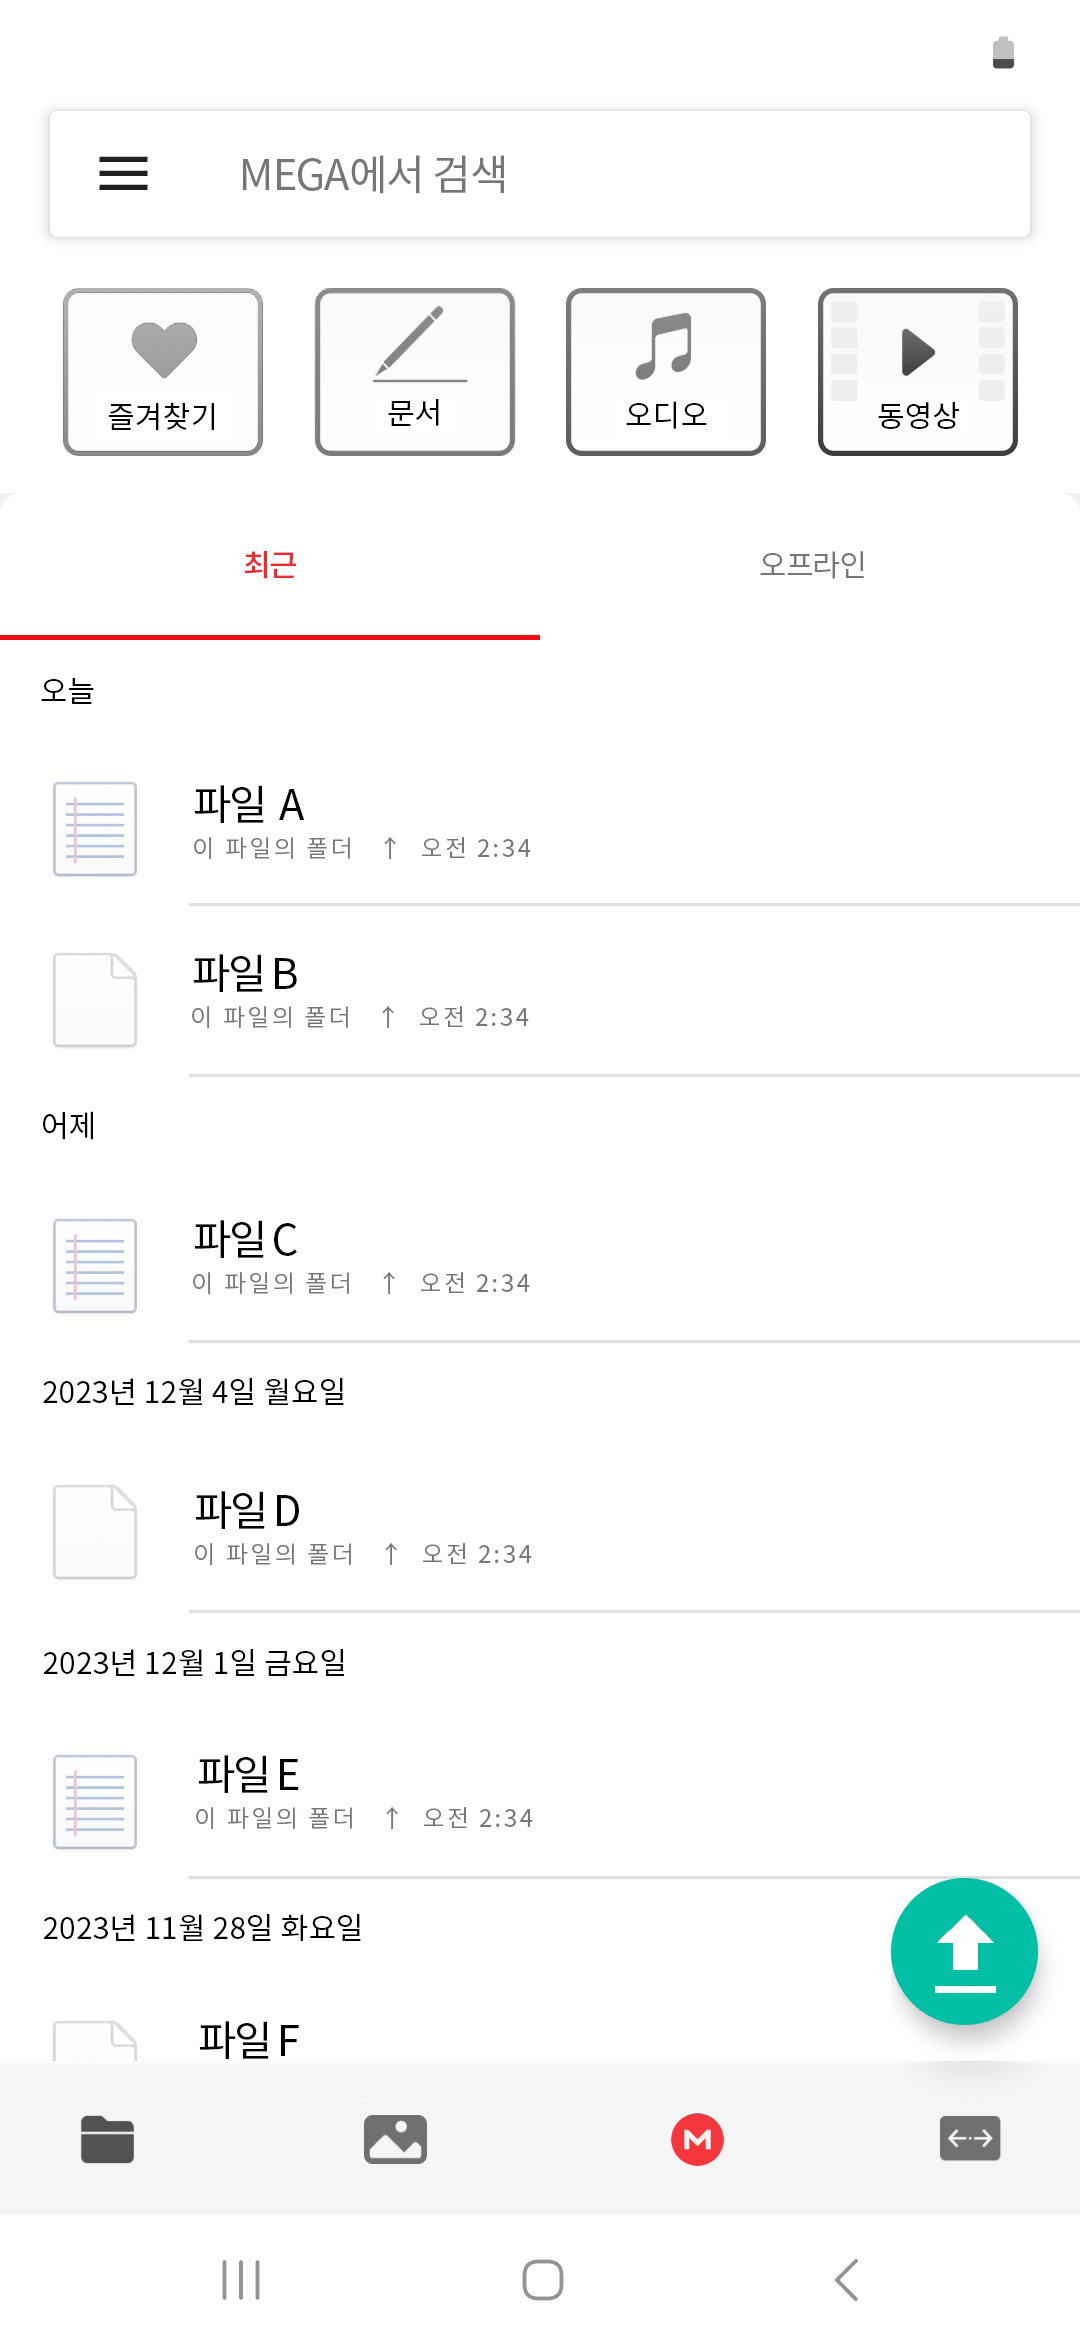 MEGA에서 검색
즐겨찾기
문서
오디오
동영상
최근
오프라인
오늘
파일 A
이 파일의 폴더 ↑ 오전 2:34
파일 B
이 파일의 폴더 ↑ 오전 2:34
어제
파일 C
이 파일의 폴더 ↑ 오전 2:34
2023년 12월 4일 월요일
파일 D
이 파일의 폴더 ↑ 오전 2:34
2023년 12월 1일 금요일
파일 E
이 파일의 폴더 ↑ 오전 2:34
2023년 11월 28일 화요일
파일 F
M